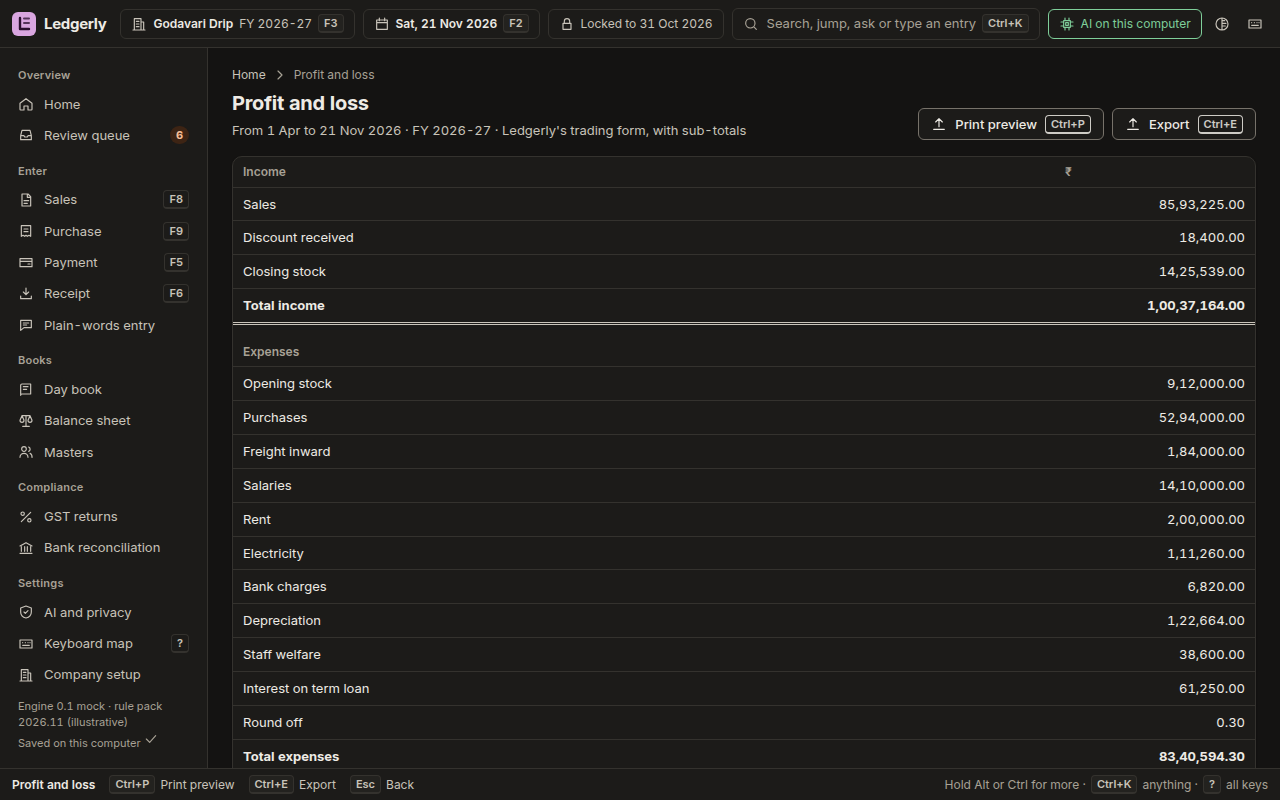 Ledgerly
Godavari Drip FY 2026-27 F3
Sat, 21 Nov 2026 F2
Locked to 31 Oct 2026
Search, jump, ask or type an entry Ctrl+K
AI on this computer
Overview
Home
Review queue 6
Enter
Sales F8
Purchase F9
Payment F5
Receipt F6
Plain-words entry
Books
Day book
Balance sheet
Masters
Compliance
GST returns
Bank reconciliation
Settings
AI and privacy
Keyboard map ?
Company setup
Engine 0.1 mock · rule pack
2026.11 (illustrative)
Saved on this computer
Home > Profit and loss
Profit and loss
From 1 Apr to 21 Nov 2026 · FY 2026-27 · Ledgerly's trading form, with sub-totals
Print preview Ctrl+P
Export Ctrl+E
Income ₹
Sales 85,93,225.00
Discount received 18,400.00
Closing stock 14,25,539.00
Total income 1,00,37,164.00
Expenses
Opening stock 9,12,000.00
Purchases 52,94,000.00
Freight inward 1,84,000.00
Salaries 14,10,000.00
Rent 2,00,000.00
Electricity 1,11,260.00
Bank charges 6,820.00
Depreciation 1,22,664.00
Staff welfare 38,600.00
Interest on term loan 61,250.00
Round off 0.30
Total expenses 83,40,594.30
Profit and loss Ctrl+P Print preview Ctrl+E Export Esc Back
Hold Alt or Ctrl for more · Ctrl+K anything · ? all keys